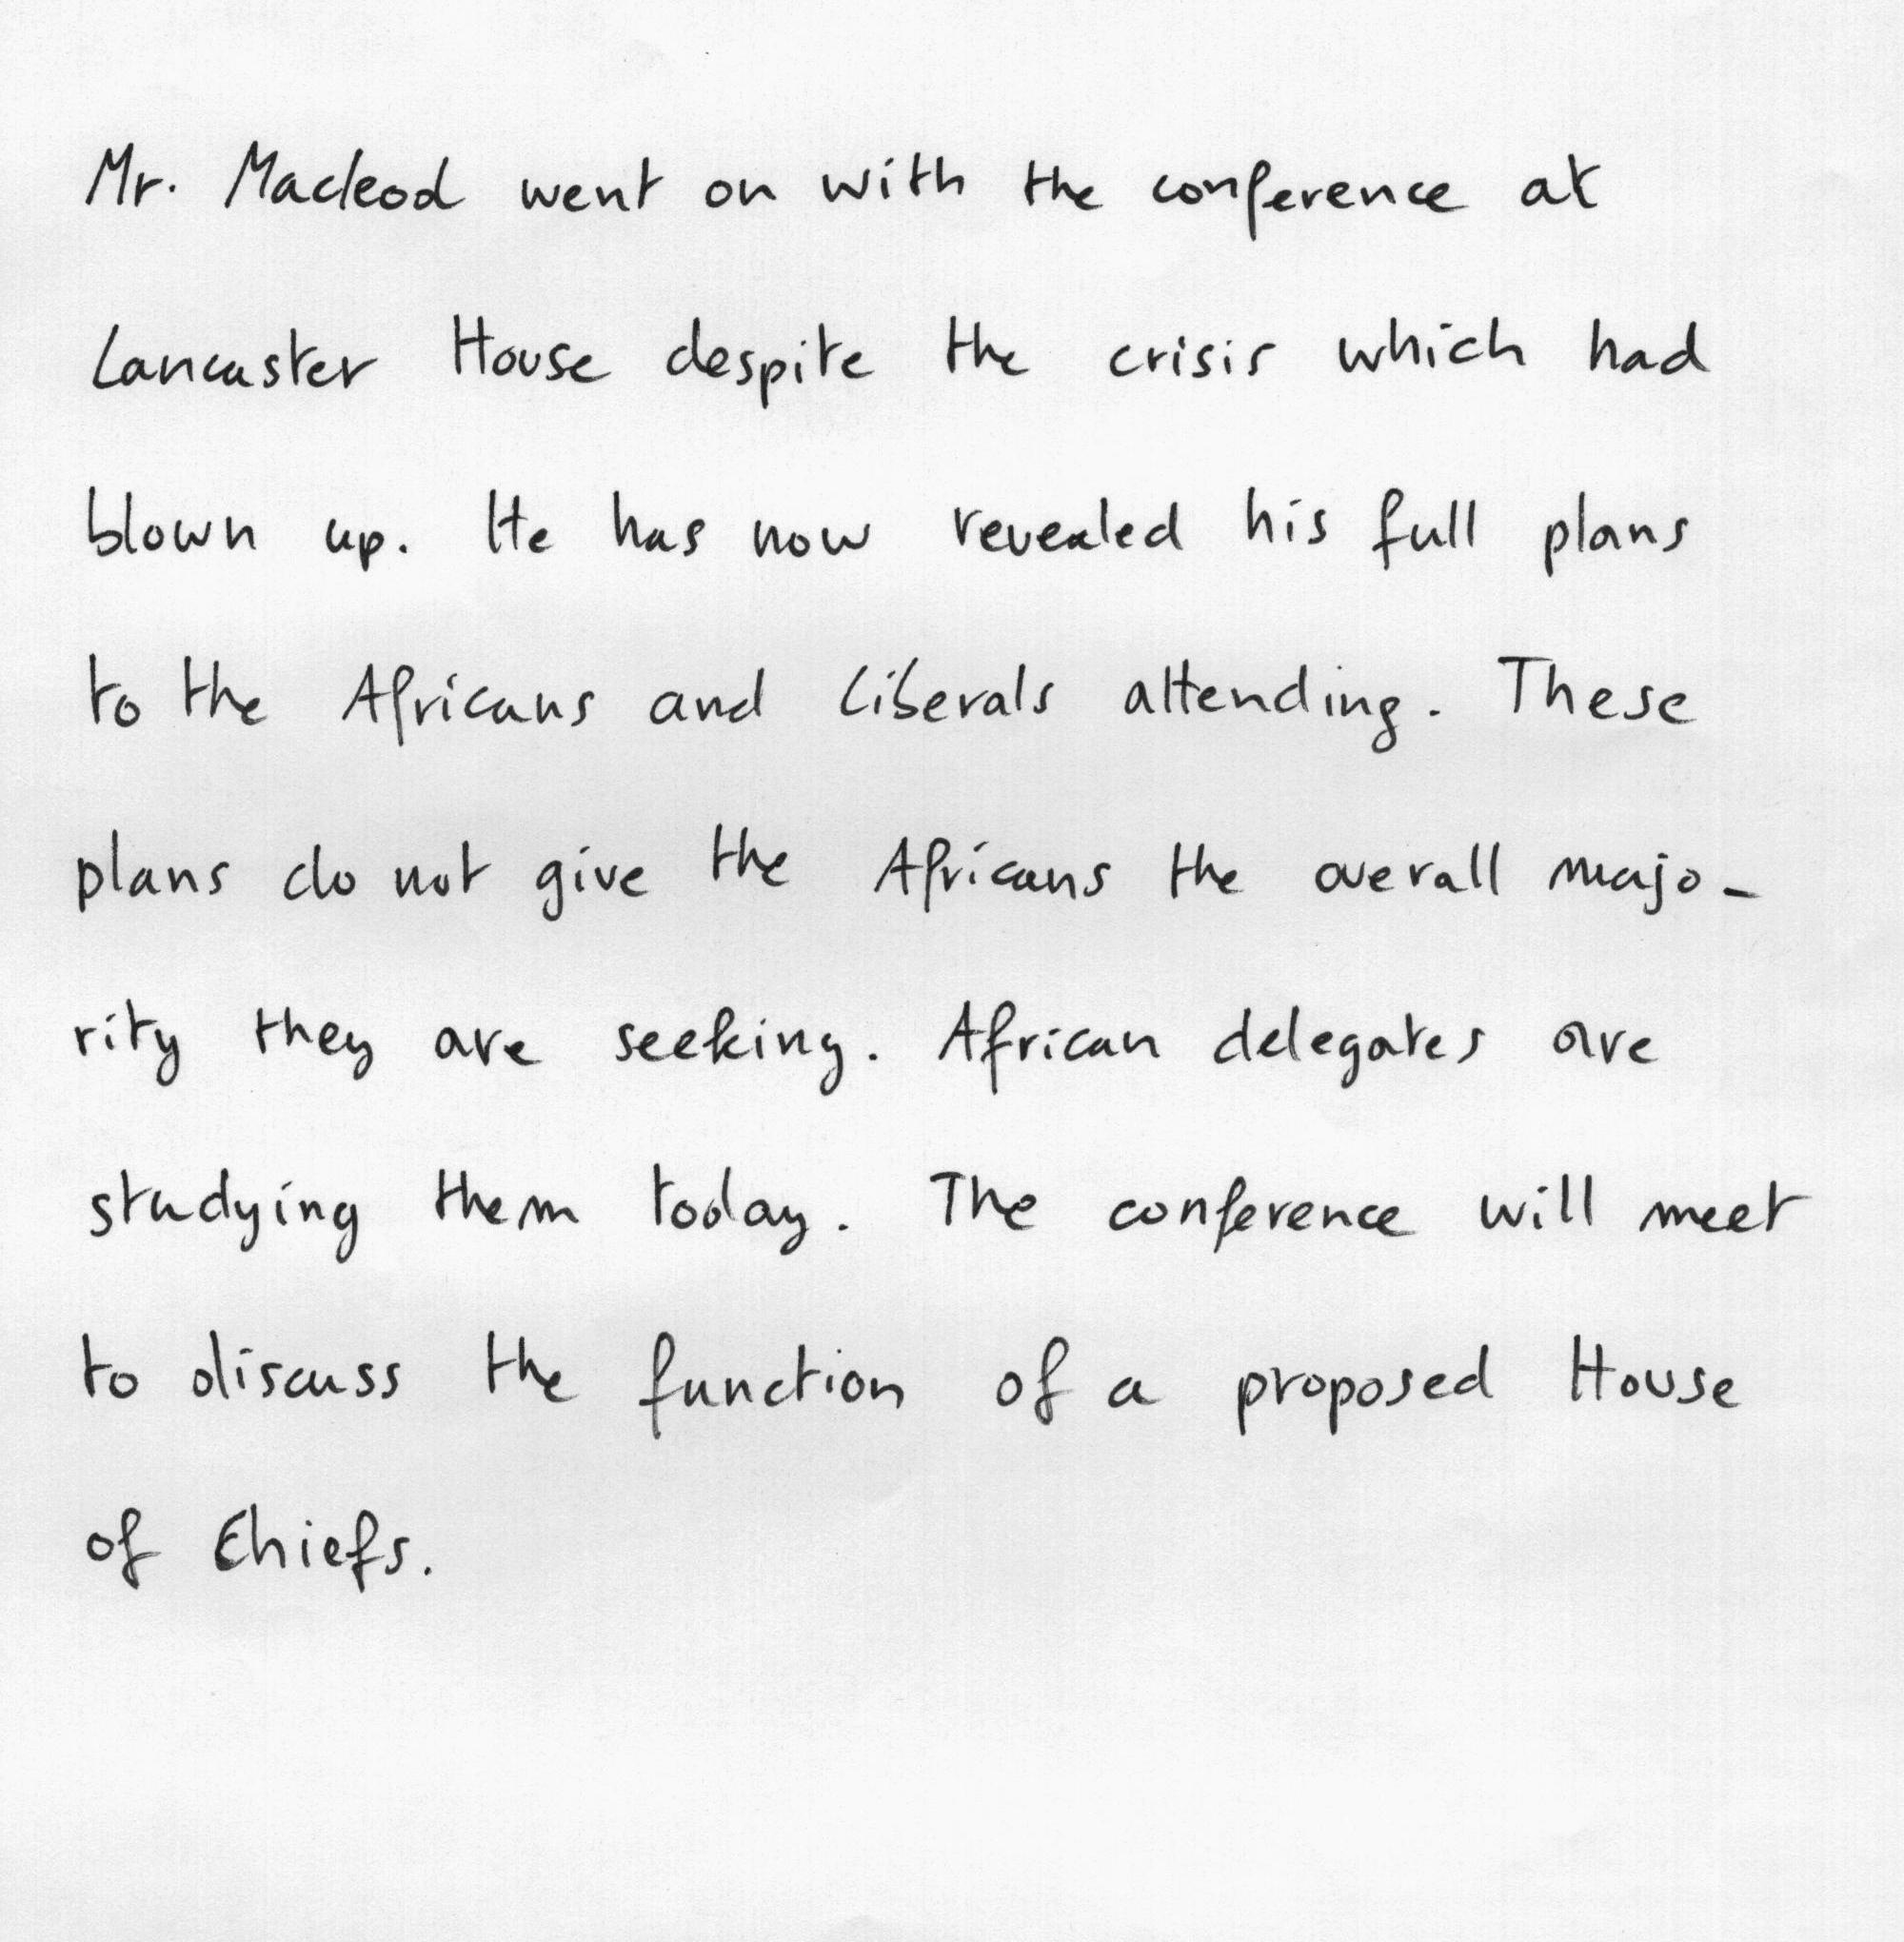 Mr. Macleod went on with the conference at
Lancaster House despite the crisis which had
blown up. He has now revealed his full plans
to the Africans and Liberals attending. These
plans do not give the Africans the overall majo-
rity they are seeking. African delegates are
studying them today. The conference will meet
to discuss the function of a proposed House
of Chiefs.